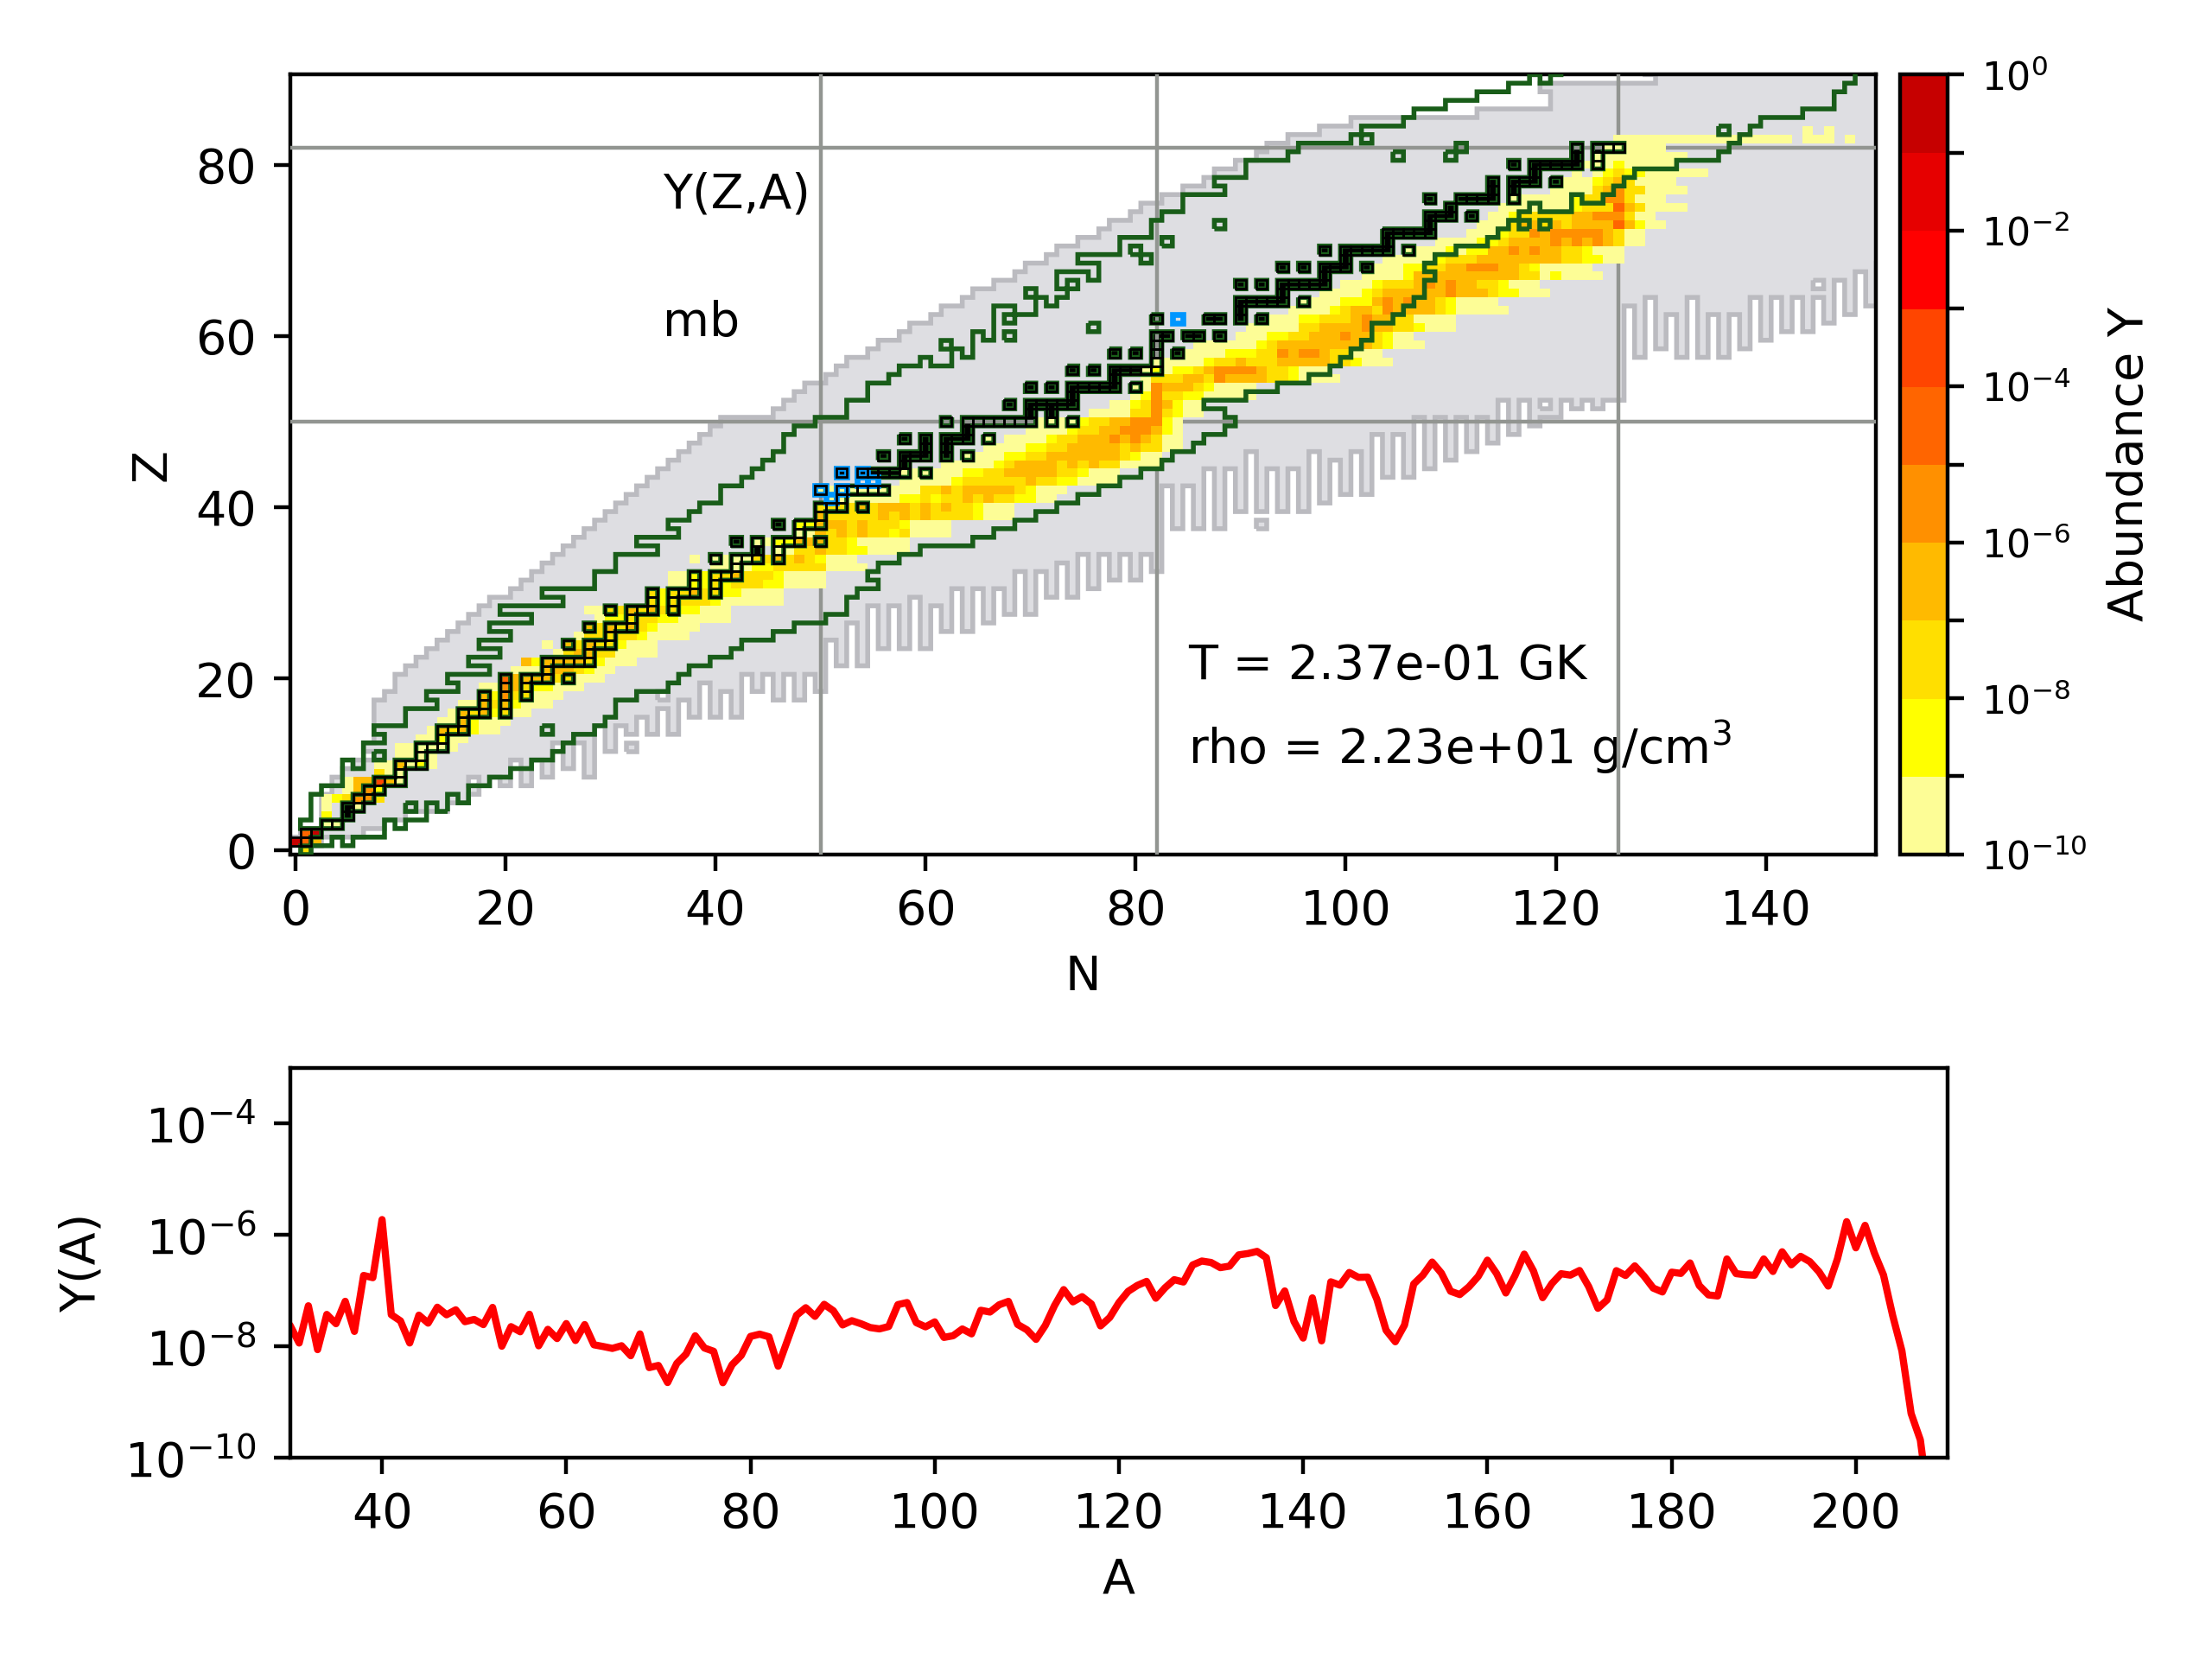 Y(Z,A)
mb
T = 2.37e-01 GK
rho = 2.23e+01 g/cm³
Z
80
60
40
20
0
0 20 40 60 80 100 120 140
N
10⁰
10⁻²
10⁻⁴
10⁻⁶
10⁻⁸
10⁻¹⁰
Abundance Y
Y(A)
10⁻⁴
10⁻⁶
10⁻⁸
10⁻¹⁰
40 60 80 100 120 140 160 180 200
A